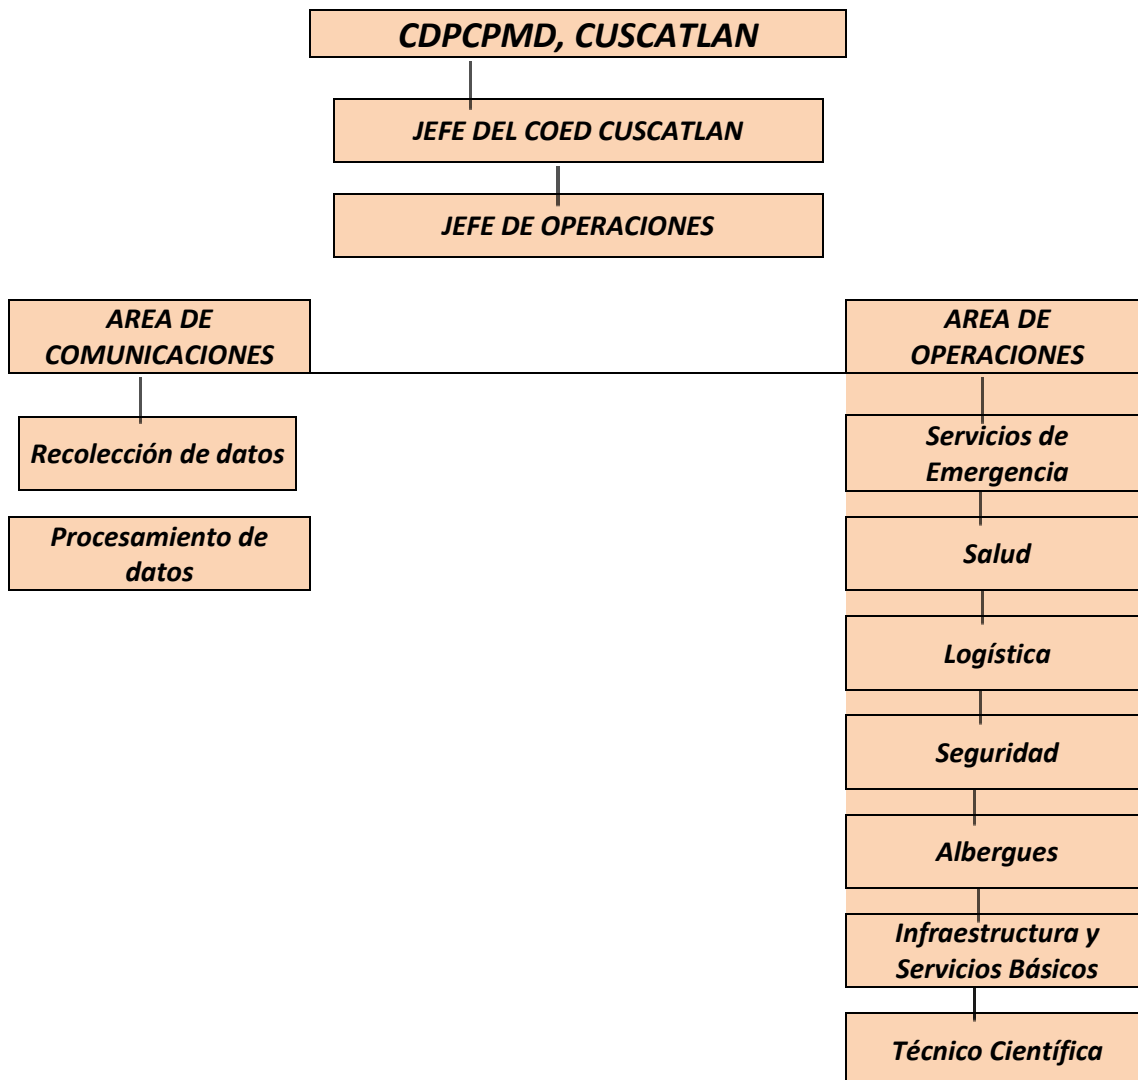 CDPCPMD, CUSCATLAN
JEFE DEL COED CUSCATLAN
JEFE DE OPERACIONES
AREA DE
COMUNICACIONES
Recolección de datos
Procesamiento de
datos
AREA DE
OPERACIONES
Servicios de
Emergencia
Salud
Logística
Seguridad
Albergues
Infraestructura y
Servicios Básicos
Técnico Científica